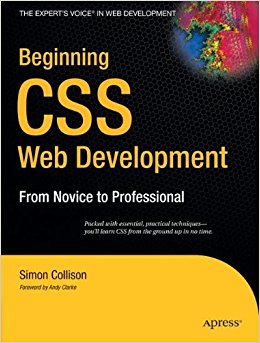 THE EXPERT'S VOICE® IN WEB DEVELOPMENT
Beginning
CSS
Web Development
From Novice to Professional
Packed with essential, practical techniques—
you'll learn CSS from the ground up in no time.
Simon Collison
Foreword by Andy Clarke
Apress®